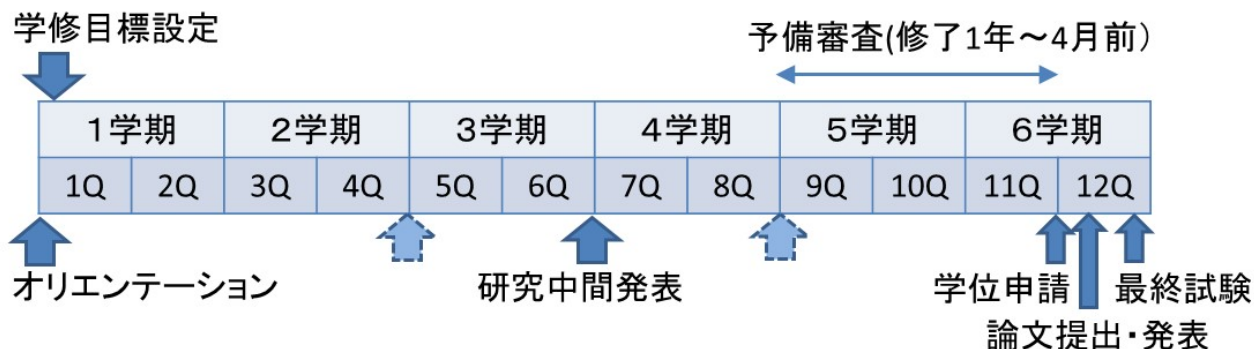 学修目標設定
予備審査(修了1年～4月前)
1学期 2学期 3学期 4学期 5学期 6学期
1Q 2Q 3Q 4Q 5Q 6Q 7Q 8Q 9Q 10Q 11Q 12Q
オリエンテーション 研究中間発表 学位申請 最終試験
論文提出・発表